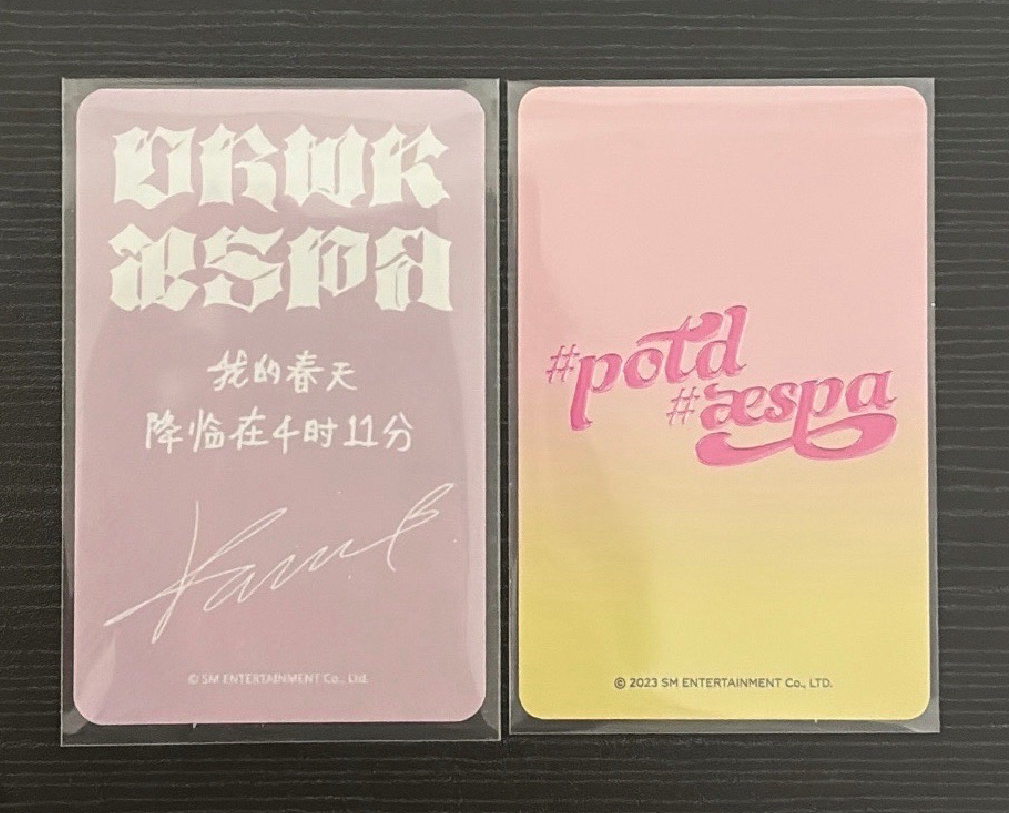 DRWK
æSPA
我的春天
降临在4时11分
© SM ENTERTAINMENT Co., Ltd.
#potd
#æspa
© 2023 SM ENTERTAINMENT Co., LTD.